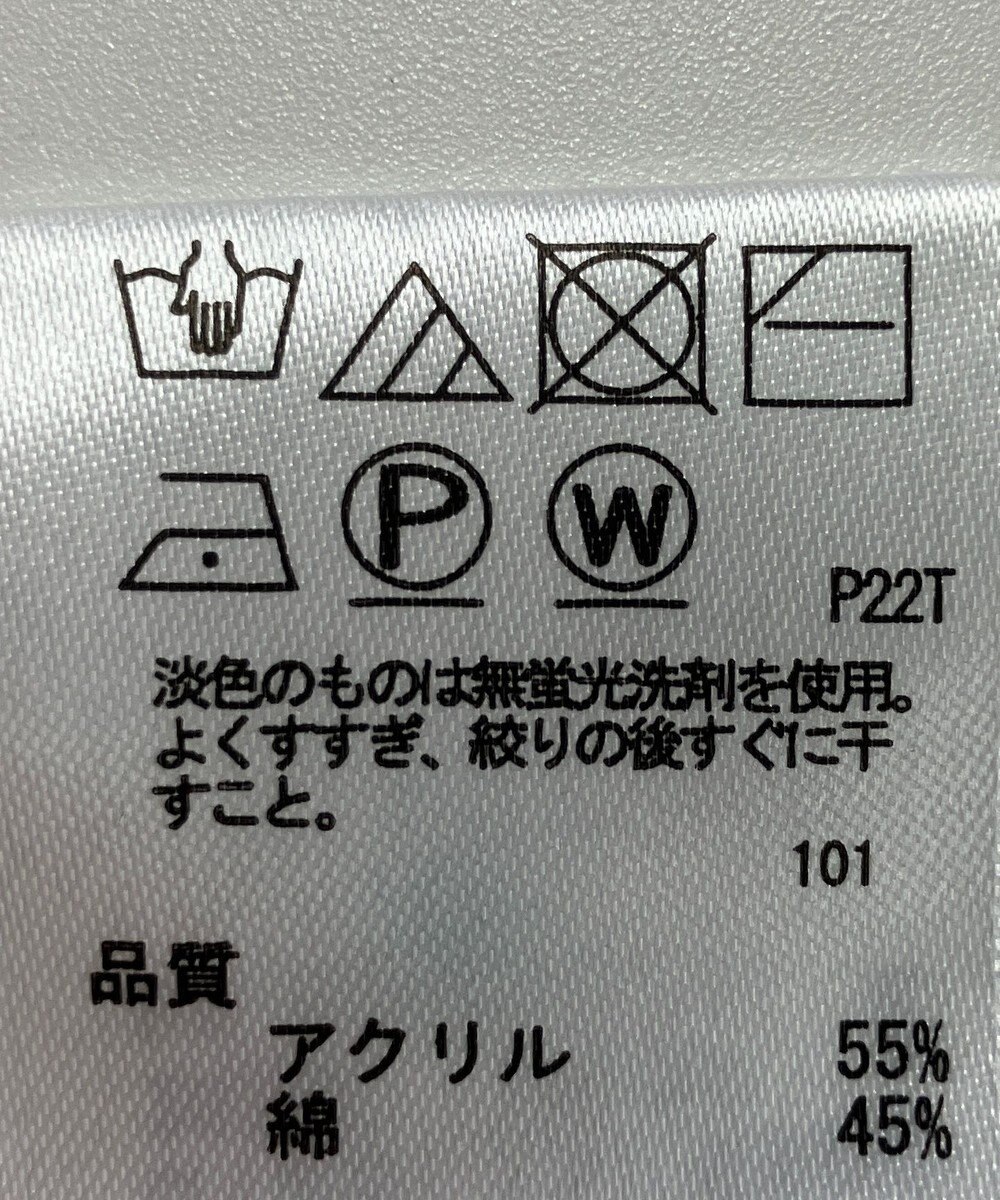 P
W
P22T
淡色のものは無蛍光洗剤を使用。
よくすすぎ、絞りの後すぐに干
すこと。
101
品質
アクリル 55%
綿 45%